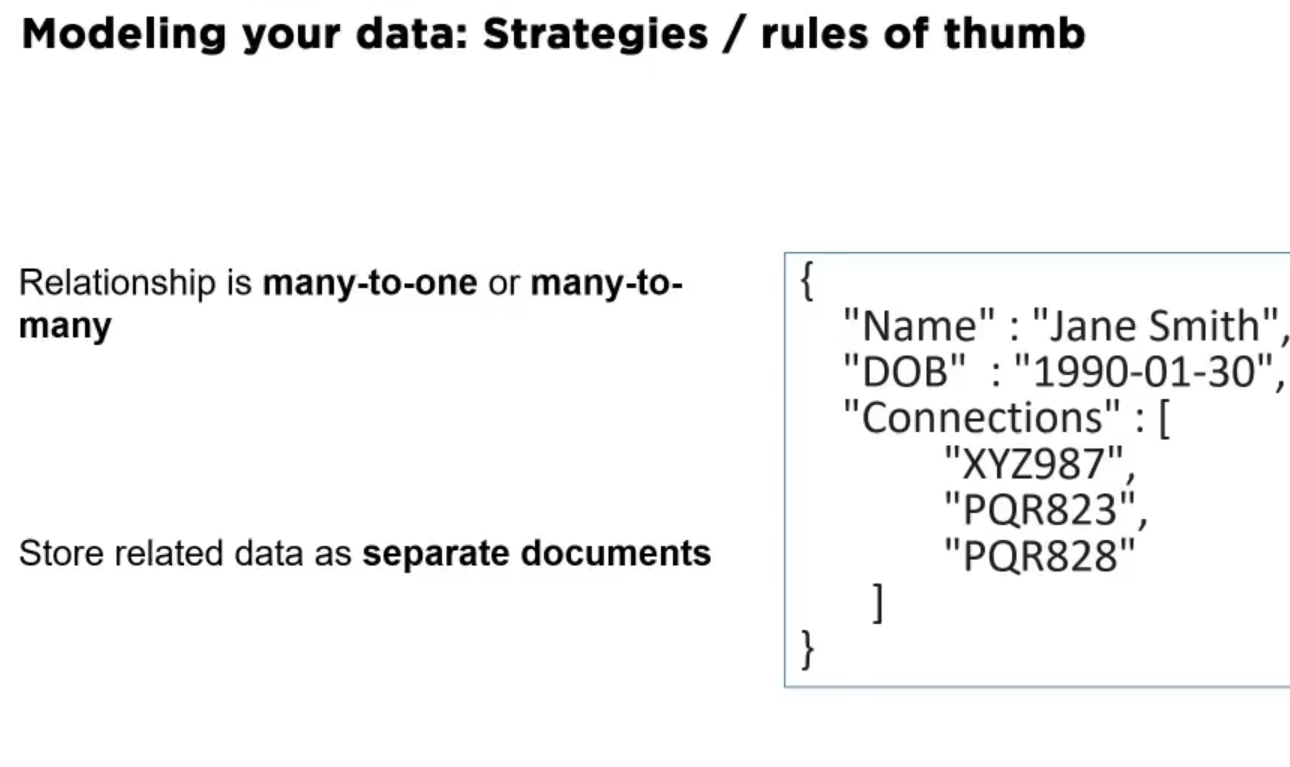 Modeling your data: Strategies / rules of thumb
Relationship is many-to-one or many-to-
many
Store related data as separate documents
{
"Name" : "Jane Smith",
"DOB" : "1990-01-30",
"Connections" : [
"XYZ987",
"PQR823",
"PQR828"
]
}